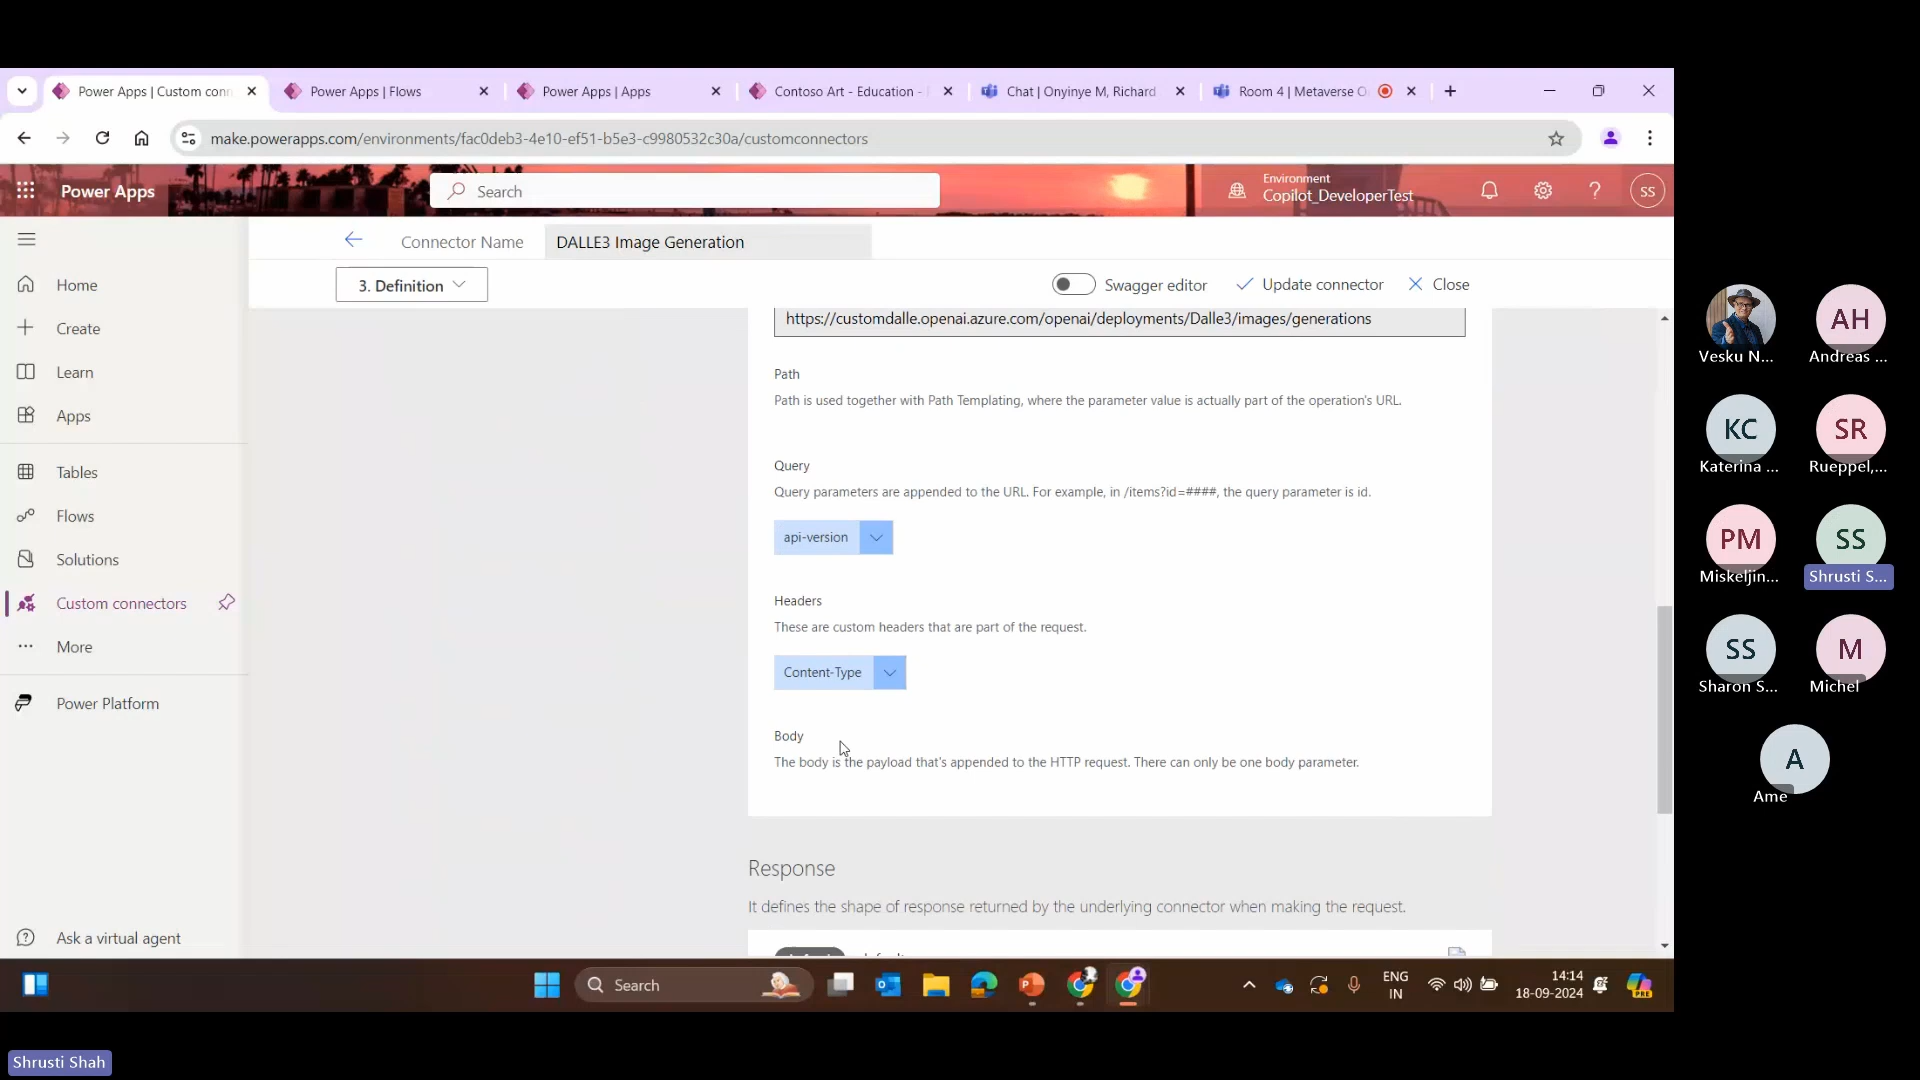 Power Apps | Custom con
Power Apps | Flows
Power Apps | Apps
Contoso Art - Education -
Chat | Onyinye M, Richard
Room 4 | Metaverse O
make.powerapps.com/environments/fac0deb3-4e10-ef51-b5e3-c9980532c30a/customconnectors
Power Apps
Search
Environment
Copilot_DeveloperTest
SS
Connector Name
DALLE3 Image Generation
3. Definition
Swagger editor
Update connector
Close
Home
Create
Learn
Apps
Tables
Flows
Solutions
Custom connectors
More
Power Platform
Ask a virtual agent
https://customdalle.openai.azure.com/openai/deployments/Dalle3/images/generations
Path
Path is used together with Path Templating, where the parameter value is actually part of the operation's URL.
Query
Query parameters are appended to the URL. For example, in /items?id=####, the query parameter is id.
api-version
Headers
These are custom headers that are part of the request.
Content-Type
Body
The body is the payload that's appended to the HTTP request. There can only be one body parameter.
Response
It defines the shape of response returned by the underlying connector when making the request.
Vesku N...
AH
Andreas ...
KC
Katerina ...
SR
Rueppel,...
PM
Miskeljin...
SS
Shrusti S...
SS
Sharon S...
M
Michel
A
Ame
Search
ENG
IN
14:14
18-09-2024
PRE
Shrusti Shah